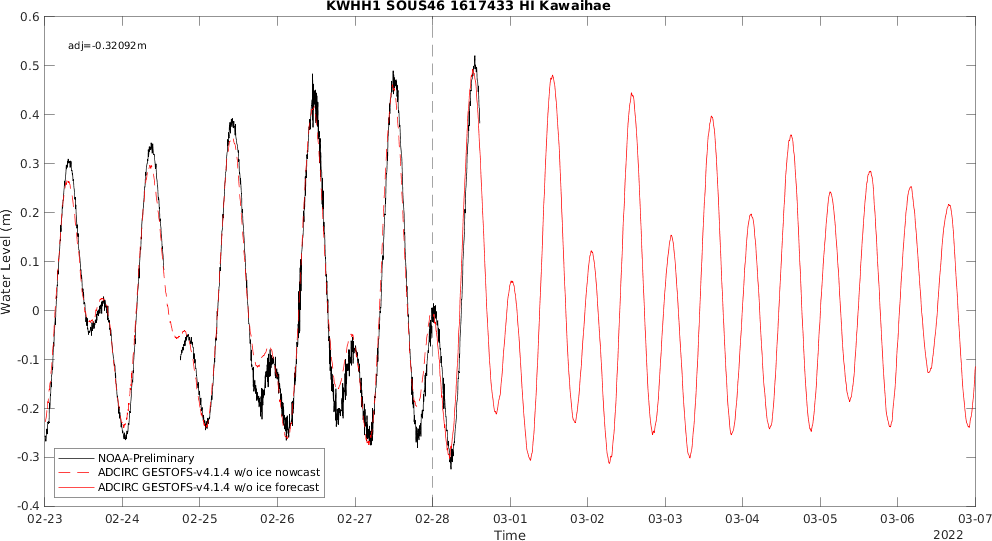 KWHH1 SOUS46 1617433 HI Kawaihae
adj=-0.32092m
Water Level (m)
0.6
0.5
0.4
0.3
0.2
0.1
0
-0.1
-0.2
-0.3
-0.4
NOAA-Preliminary
ADCIRC GESTOFS-v4.1.4 w/o ice nowcast
ADCIRC GESTOFS-v4.1.4 w/o ice forecast
02-23 02-24 02-25 02-26 02-27 02-28 03-01 03-02 03-03 03-04 03-05 03-06 03-07
Time
2022